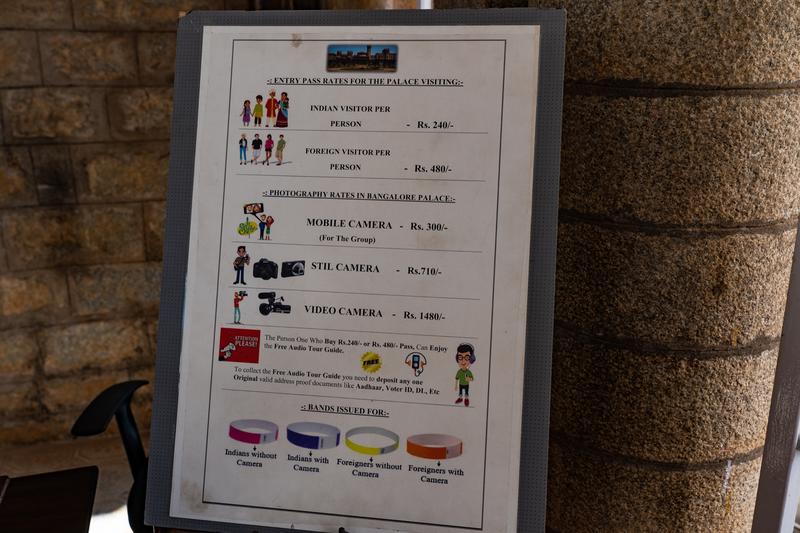 -: ENTRY PASS RATES FOR THE PALACE VISITING:-
INDIAN VISITOR PER
PERSON - Rs. 240/-
FOREIGN VISITOR PER
PERSON - Rs. 480/-
-: PHOTOGRAPHY RATES IN BANGALORE PALACE:-
MOBILE CAMERA - Rs. 300/-
(For The Group)
STIL CAMERA - Rs.710/-
VIDEO CAMERA - Rs. 1480/-
ATTENTION
PLEASE!
The Person One Who Buy Rs.240/- or Rs. 480/- Pass, Can Enjoy
the Free Audio Tour Guide.
FREE
To collect the Free Audio Tour Guide you need to deposit any one
Original valid address proof documents like Aadhaar, Voter ID, DL, Etc
-: BANDS ISSUED FOR:-
Indians without
Camera
Indians with
Camera
Foreigners without
Camera
Foreigners with
Camera